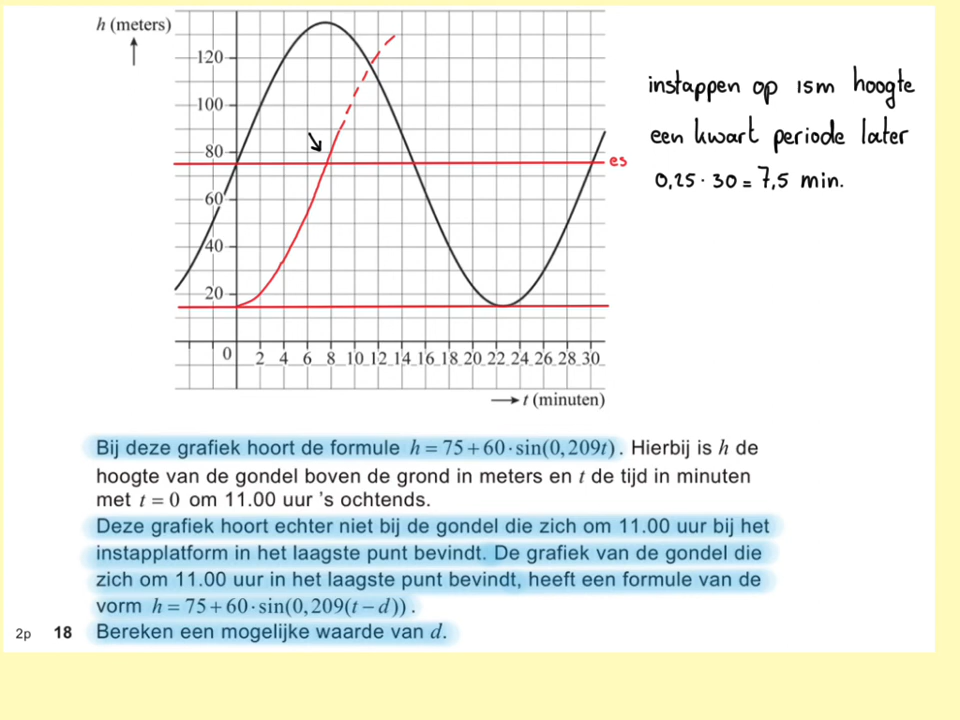 h (meters)
120
100
80
60
40
20
0 2 4 6 8 10 12 14 16 18 20 22 24 26 28 30
t (minuten)
es
instappen op 15m hoogte
een kwart periode later
0,25 · 30 = 7,5 min.
Bij deze grafiek hoort de formule h = 75 + 60 · sin(0,209t). Hierbij is h de
hoogte van de gondel boven de grond in meters en t de tijd in minuten
met t = 0 om 11.00 uur 's ochtends.
Deze grafiek hoort echter niet bij de gondel die zich om 11.00 uur bij het
instapplatform in het laagste punt bevindt. De grafiek van de gondel die
zich om 11.00 uur in het laagste punt bevindt, heeft een formule van de
vorm h = 75 + 60 · sin(0,209(t − d)).
2p 18 Bereken een mogelijke waarde van d.